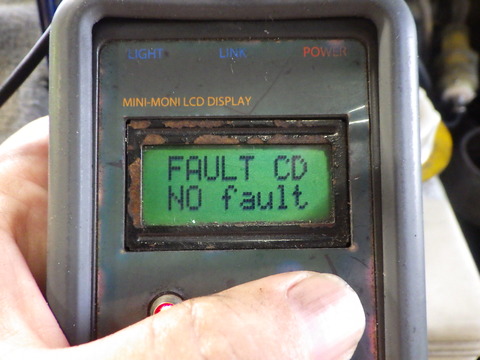 LIGHT LINK POWER
MINI-MONI LCD DISPLAY
FAULT CD
NO fault